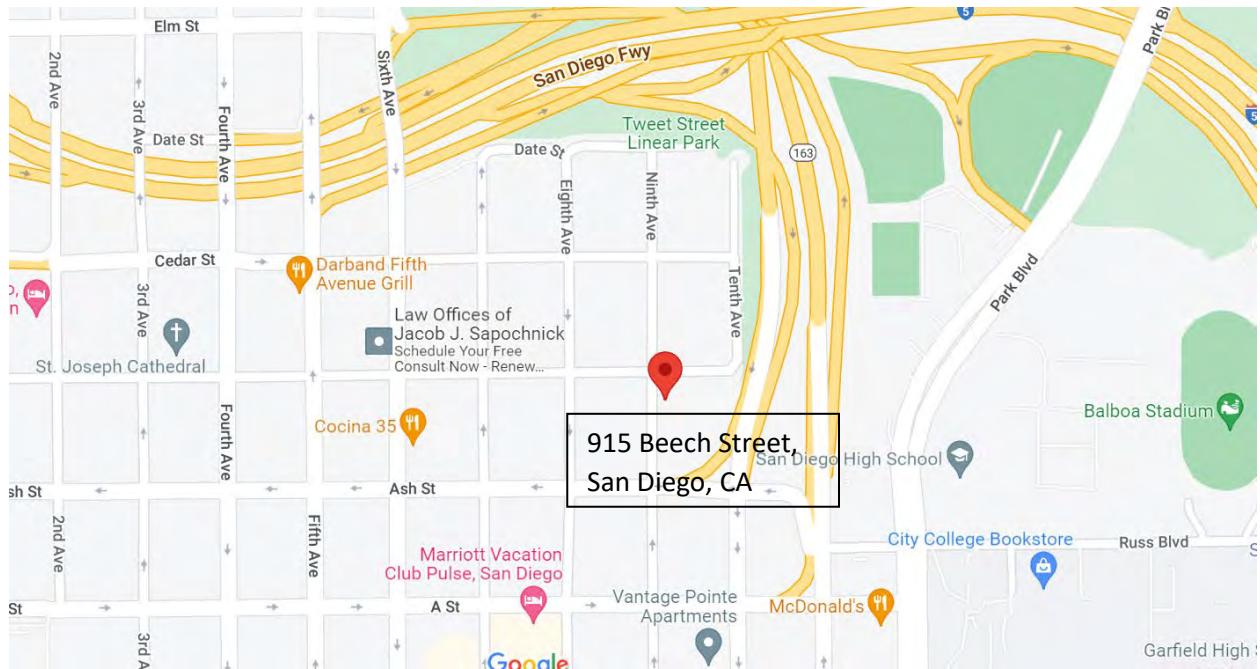 Elm St
5
Park Bl
San Diego Fwy
Sixth Ave
2nd Ave
3rd Ave
Fourth Ave
Park Bl
5
Date St
Tweet Street
Linear Park
Date St
163
Eighth Ave
Ninth Ave
Cedar St
Darband Fifth
Avenue Grill
Tenth Ave
Park Blvd
o,
n
3rd Ave
Law Offices of
Jacob J. Sapochnick
Schedule Your Free
Consult Now - Renew...
St. Joseph Cathedral
Fourth Ave
Cocina 35
Balboa Stadium
915 Beech Street,
San Diego, CA
San Diego High School
sh St
Ash St
2nd Ave
Fifth Ave
City College Bookstore
Russ Blvd
S
Marriott Vacation
Club Pulse, San Diego
St
A St
Vantage Pointe
Apartments
McDonald's
3rd A
Google
Garfield High